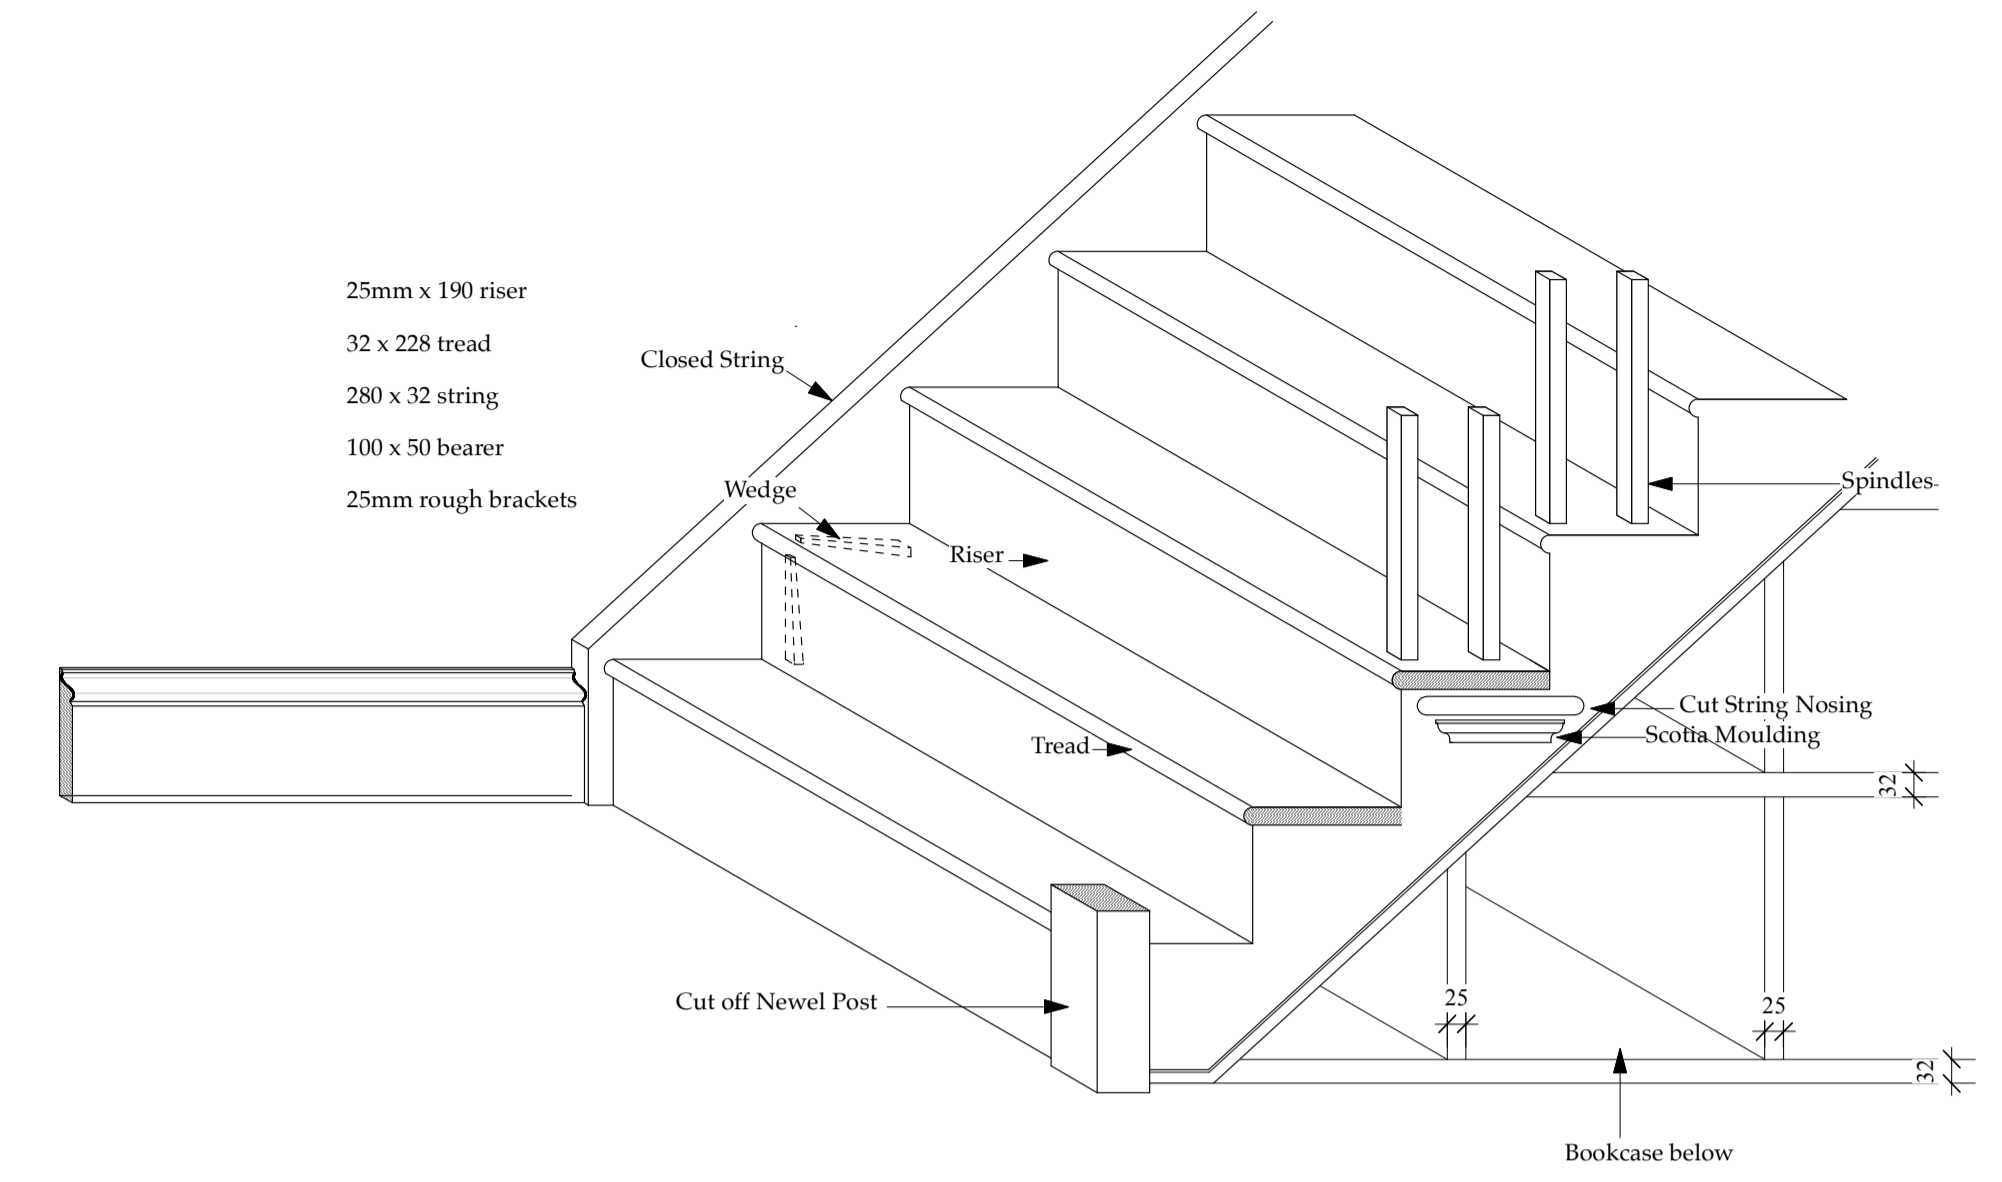 25mm x 190 riser
32 x 228 tread
280 x 32 string
100 x 50 bearer
25mm rough brackets
Closed String
Wedge
Riser
Tread
Spindles
Cut String Nosing
Scotia Moulding
32
Cut off Newel Post
25
25
32
Bookcase below